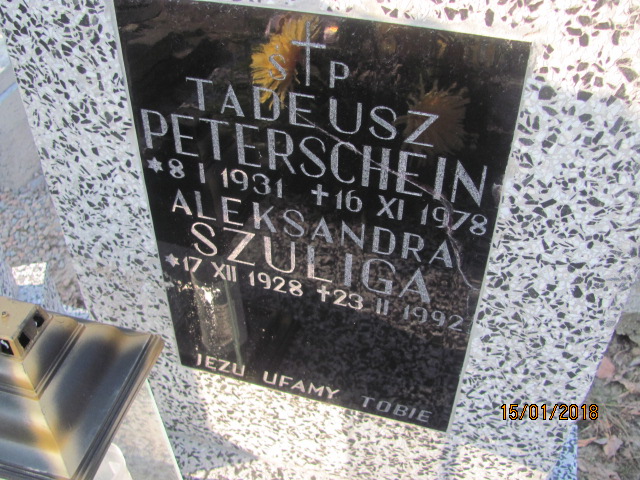 Ś†P
TADEUSZ
PETERSCHEIN
*8 I 1931 +16 XI 1978
ALEKSANDRA
SZULIGA
*17 XII 1928 +23 II 1992
JEZU UFAMY TOBIE
15/01/2018